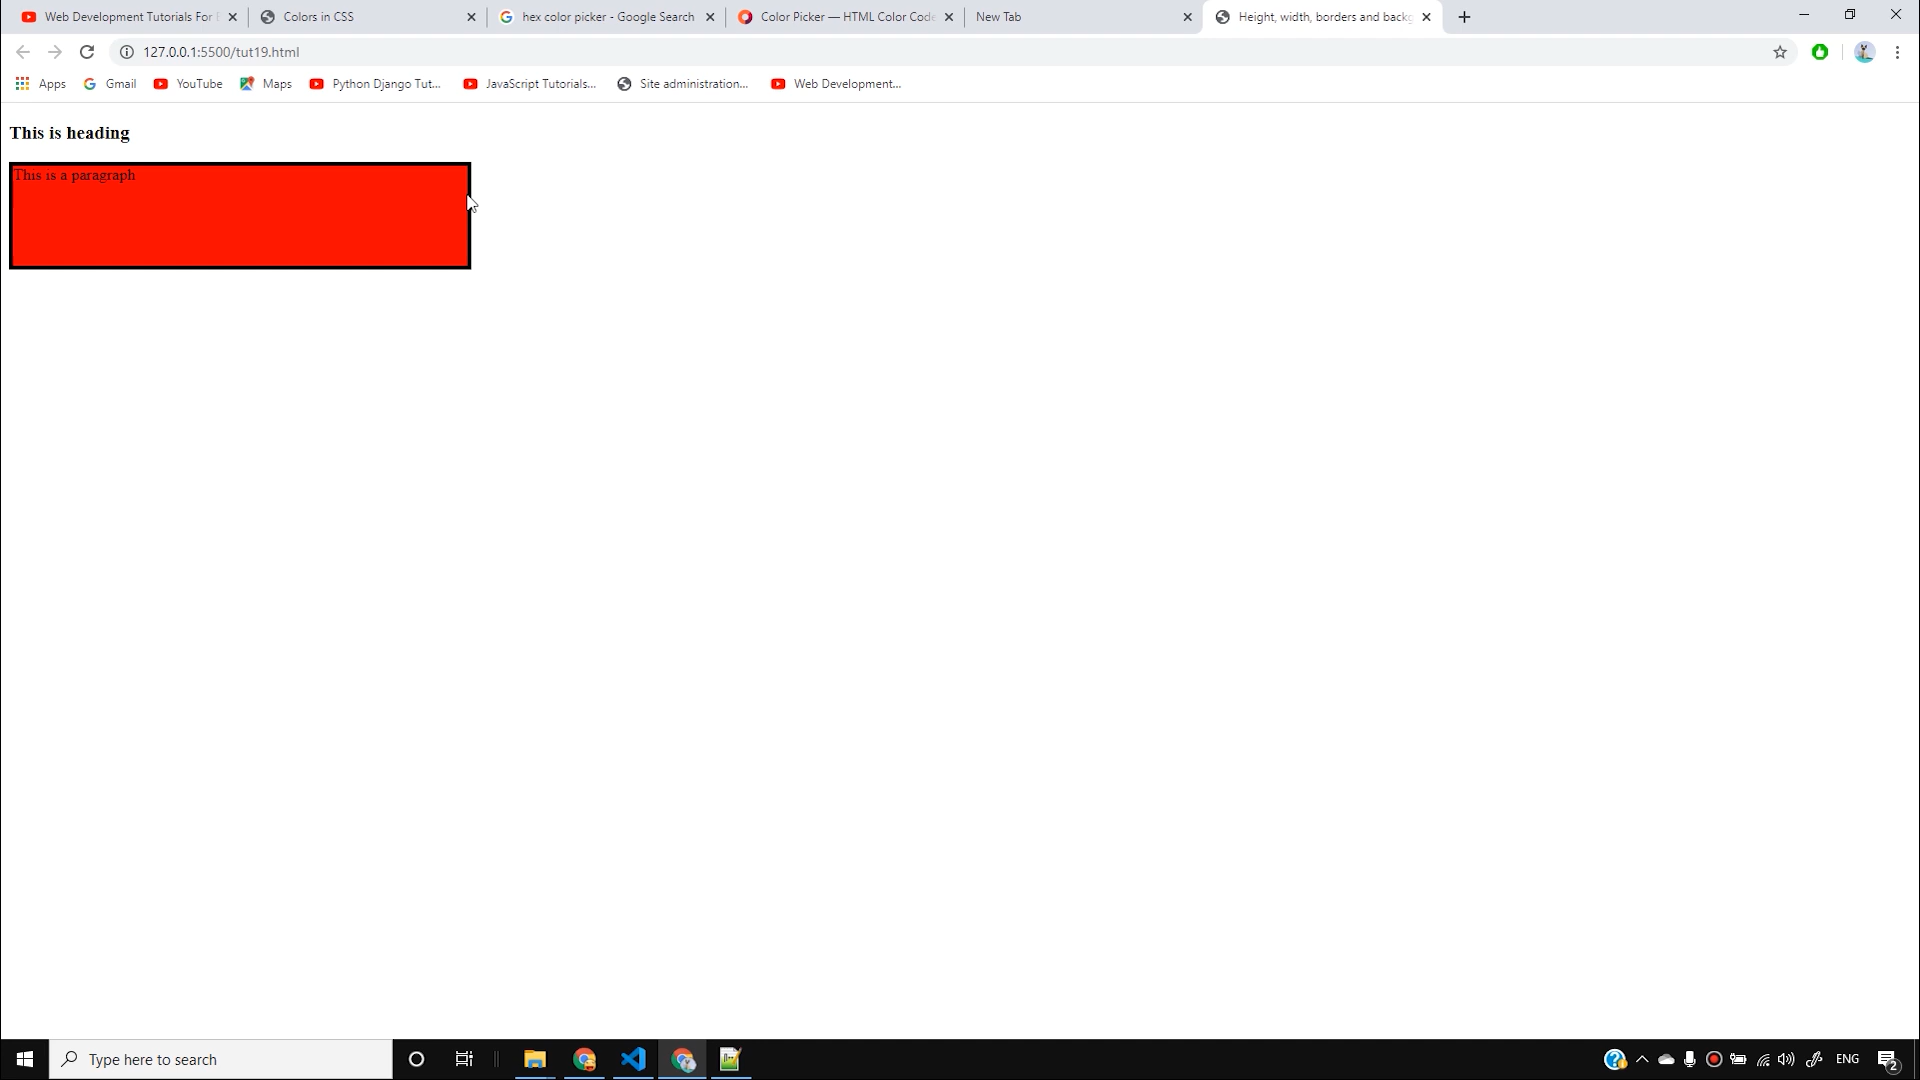 Web Development Tutorials For
Colors in CSS
hex color picker - Google Search
Color Picker — HTML Color Code
New Tab
Height, width, borders and backg
127.0.0.1:5500/tut19.html
Apps
Gmail
YouTube
Maps
Python Django Tut...
JavaScript Tutorials...
Site administration...
Web Development...
This is heading
This is a paragraph
Type here to search
ENG
2